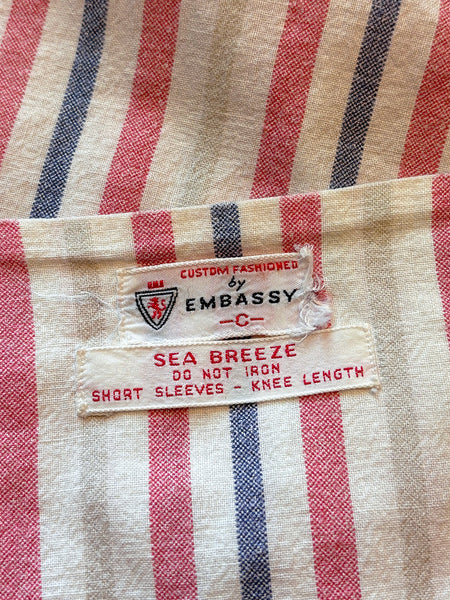 CUSTOM FASHIONED
by
EMBASSY
-C-
SEA BREEZE
DO NOT IRON
SHORT SLEEVES - KNEE LENGTH